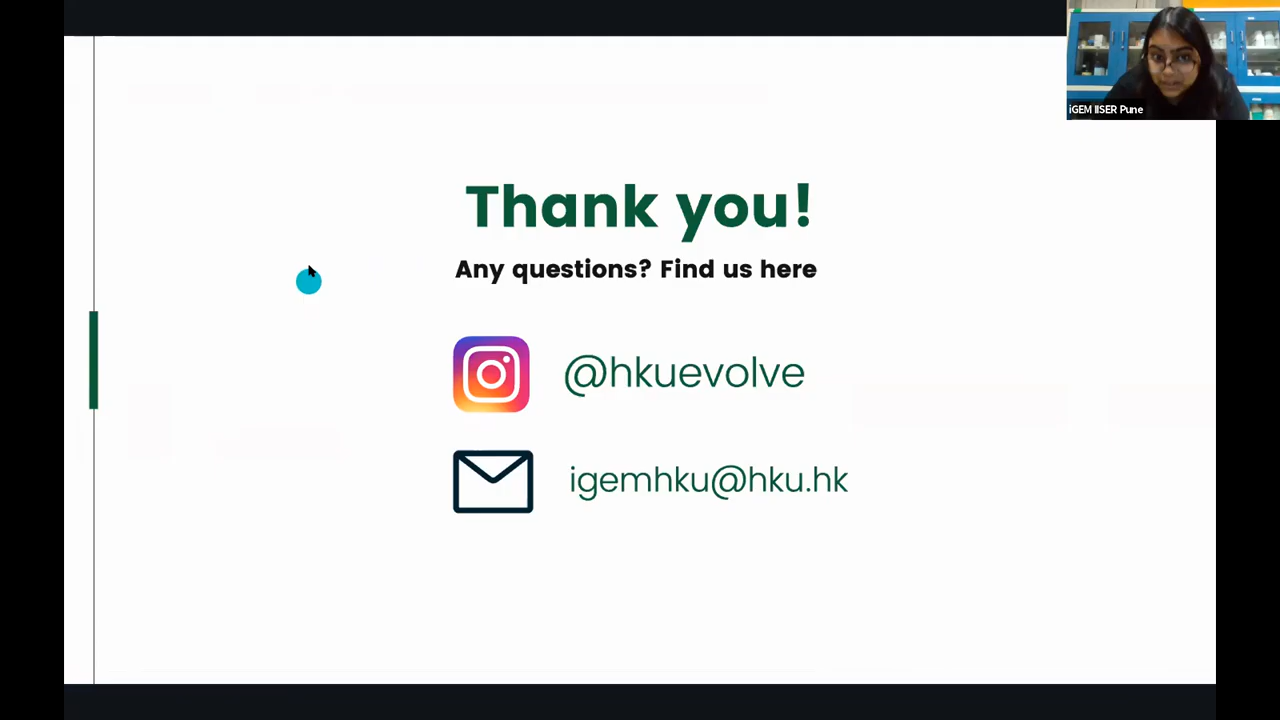 iGEM IISER Pune
Thank you!
Any questions? Find us here
@hkuevolve
igemhku@hku.hk